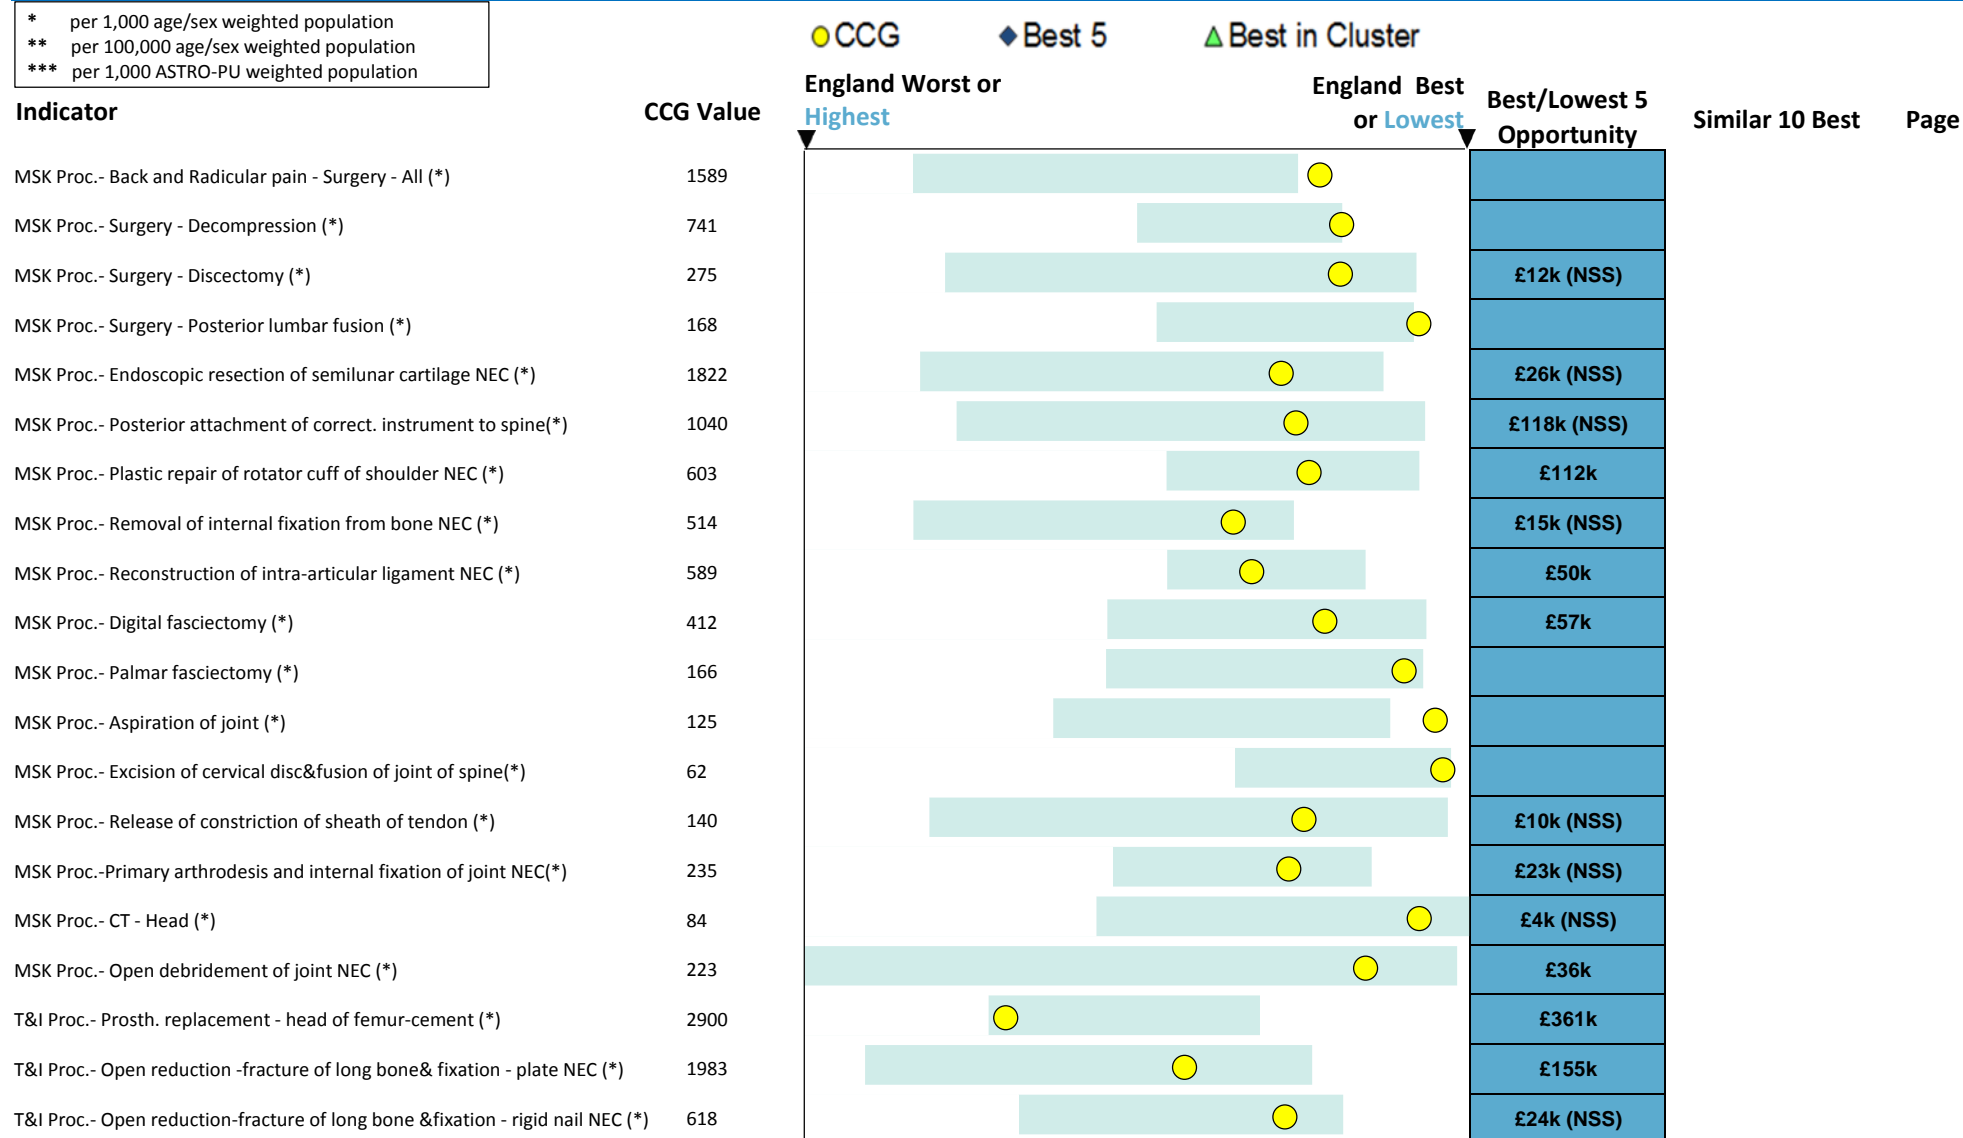 * per 1,000 age/sex weighted population
** per 100,000 age/sex weighted population
*** per 1,000 ASTRO-PU weighted population
CCG Best 5 Best in Cluster
Indicator CCG Value England Worst or Highest England Best or Lowest Best/Lowest 5 Opportunity Similar 10 Best Page
MSK Proc.- Back and Radicular pain - Surgery - All (*) 1589
MSK Proc.- Surgery - Decompression (*) 741
MSK Proc.- Surgery - Discectomy (*) 275 £12k (NSS)
MSK Proc.- Surgery - Posterior lumbar fusion (*) 168
MSK Proc.- Endoscopic resection of semilunar cartilage NEC (*) 1822 £26k (NSS)
MSK Proc.- Posterior attachment of correct. instrument to spine(*) 1040 £118k (NSS)
MSK Proc.- Plastic repair of rotator cuff of shoulder NEC (*) 603 £112k
MSK Proc.- Removal of internal fixation from bone NEC (*) 514 £15k (NSS)
MSK Proc.- Reconstruction of intra-articular ligament NEC (*) 589 £50k
MSK Proc.- Digital fasciectomy (*) 412 £57k
MSK Proc.- Palmar fasciectomy (*) 166
MSK Proc.- Aspiration of joint (*) 125
MSK Proc.- Excision of cervical disc&fusion of joint of spine(*) 62
MSK Proc.- Release of constriction of sheath of tendon (*) 140 £10k (NSS)
MSK Proc.-Primary arthrodesis and internal fixation of joint NEC(*) 235 £23k (NSS)
MSK Proc.- CT - Head (*) 84 £4k (NSS)
MSK Proc.- Open debridement of joint NEC (*) 223 £36k
T&I Proc.- Prosth. replacement - head of femur-cement (*) 2900 £361k
T&I Proc.- Open reduction -fracture of long bone& fixation - plate NEC (*) 1983 £155k
T&I Proc.- Open reduction-fracture of long bone &fixation - rigid nail NEC (*) 618 £24k (NSS)